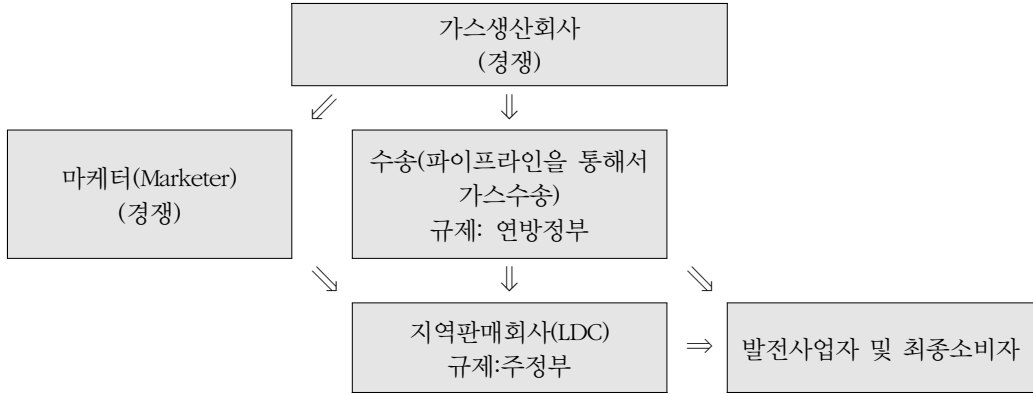 가스생산회사
(경쟁)
마케터(Marketer)
(경쟁)
수송(파이프라인을 통해서
가스수송)
규제: 연방정부
지역판매회사(LDC)
규제:주정부
발전사업자 및 최종소비자